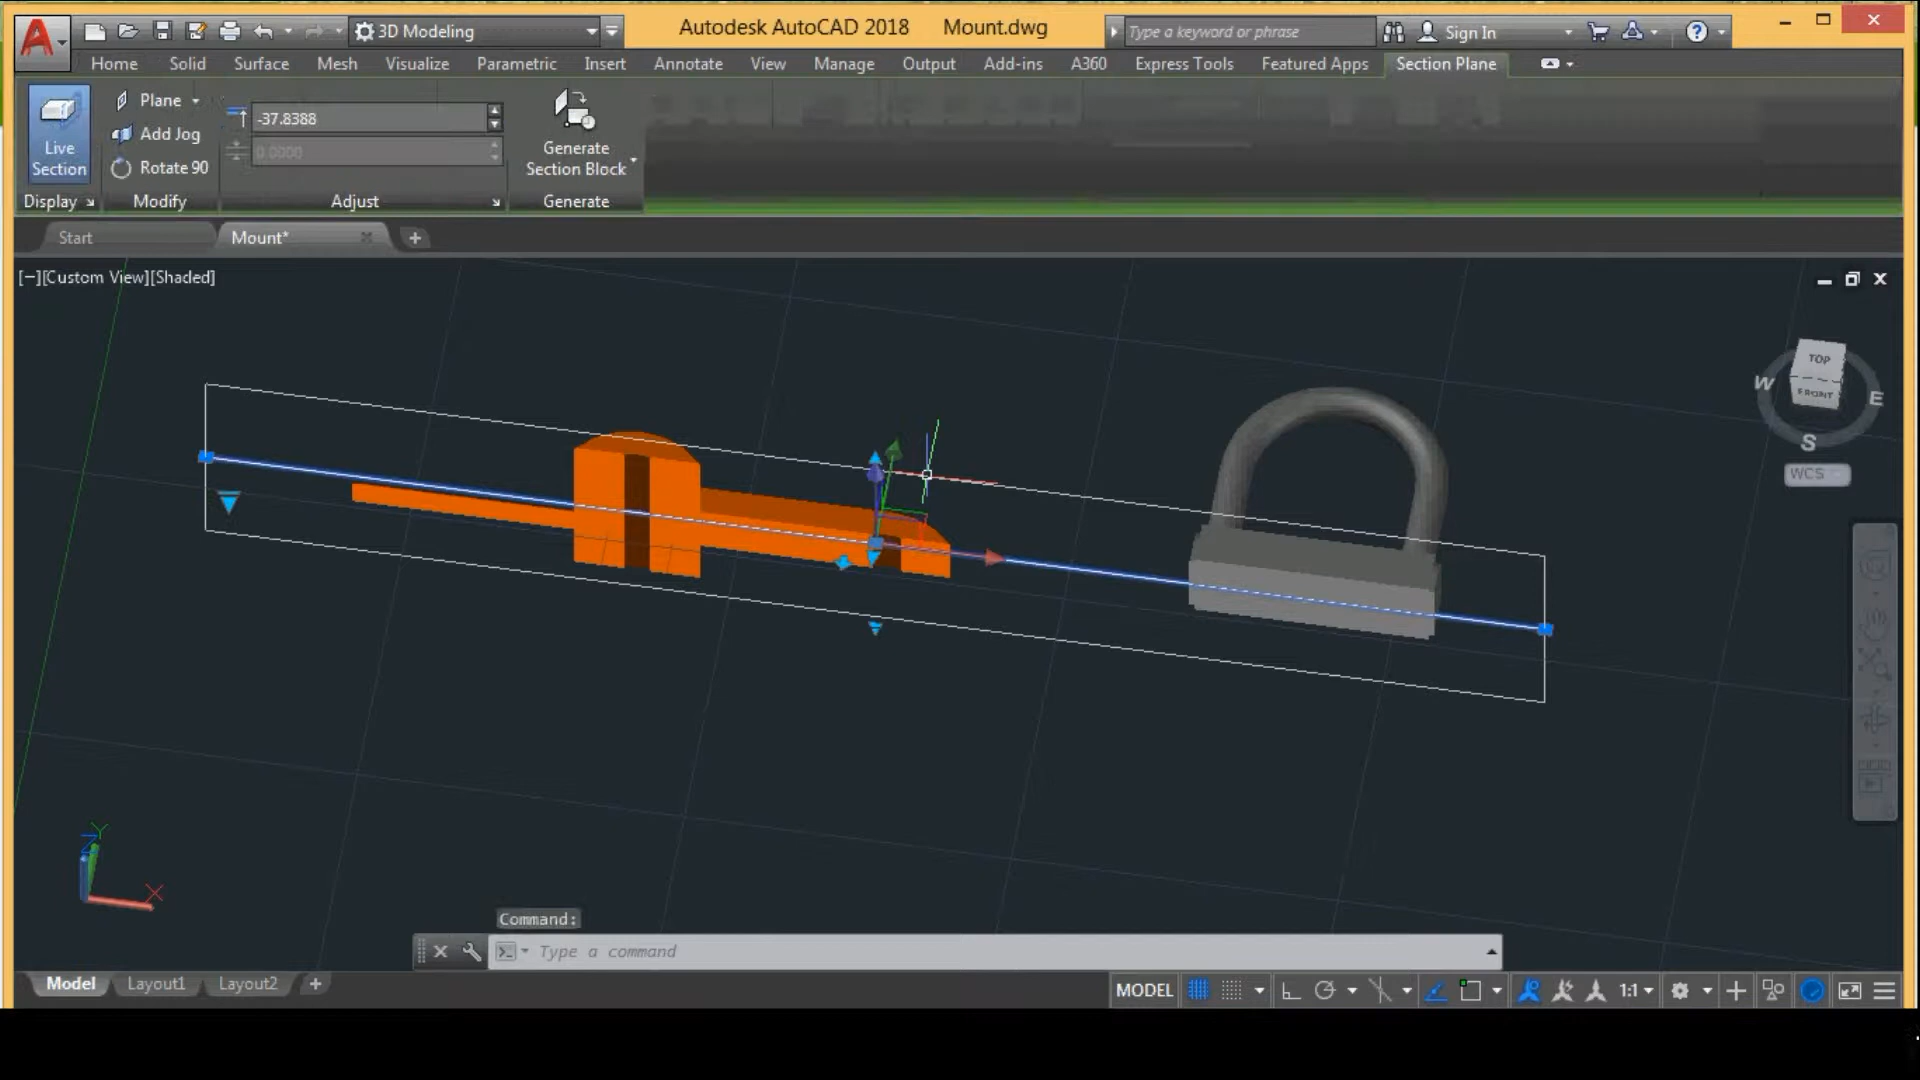 3D Modeling
Autodesk AutoCAD 2018 Mount.dwg
Type a keyword or phrase
Sign In
Home Solid Surface Mesh Visualize Parametric Insert Annotate View Manage Output Add-ins A360 Express Tools Featured Apps Section Plane
Live
Section
Plane
Add Jog
Rotate 90
-37.8388
0.0000
Generate
Section Block
Display Modify Adjust Generate
Start Mount*
[−][Custom View][Shaded]
TOP
FRONT
W
E
S
WCS
Y
Z
X
Command:
Type a command
Model Layout1 Layout2
MODEL 1:1